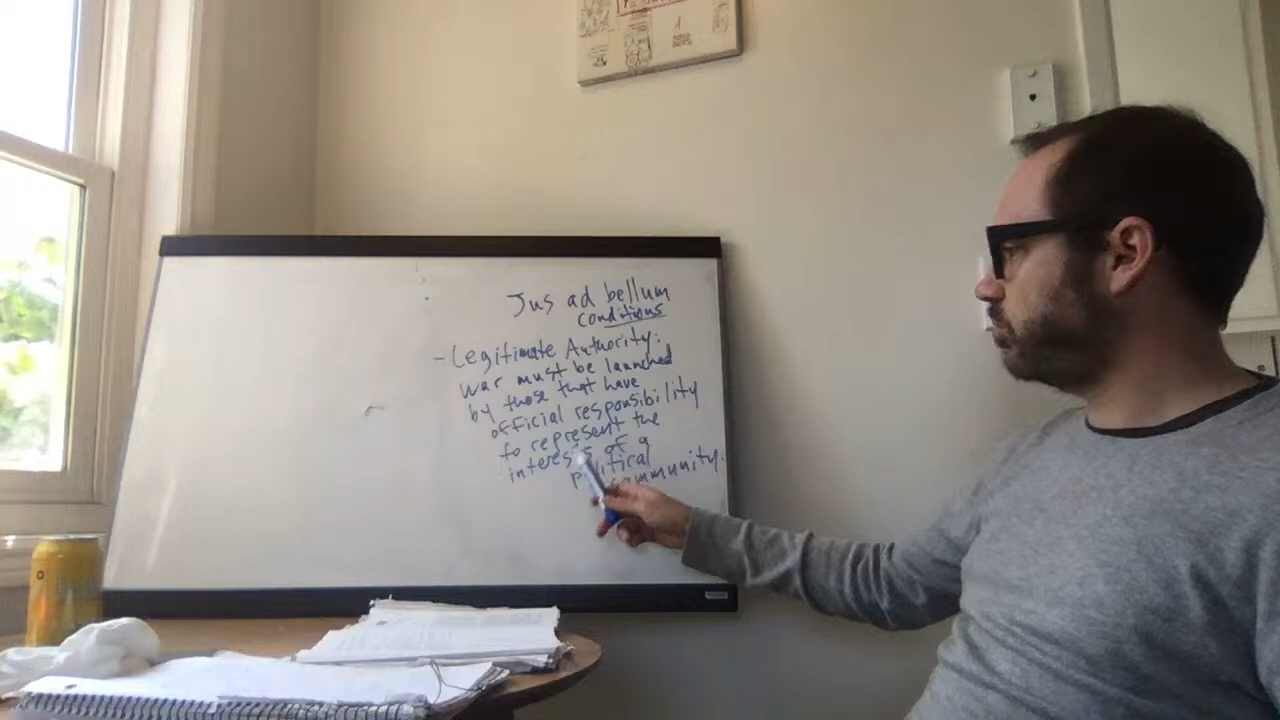 Jus ad bellum
conditions
- Legitimate Authority:
war must be launched
by those that have
official responsibility
to represent the
interests of a
political
community.